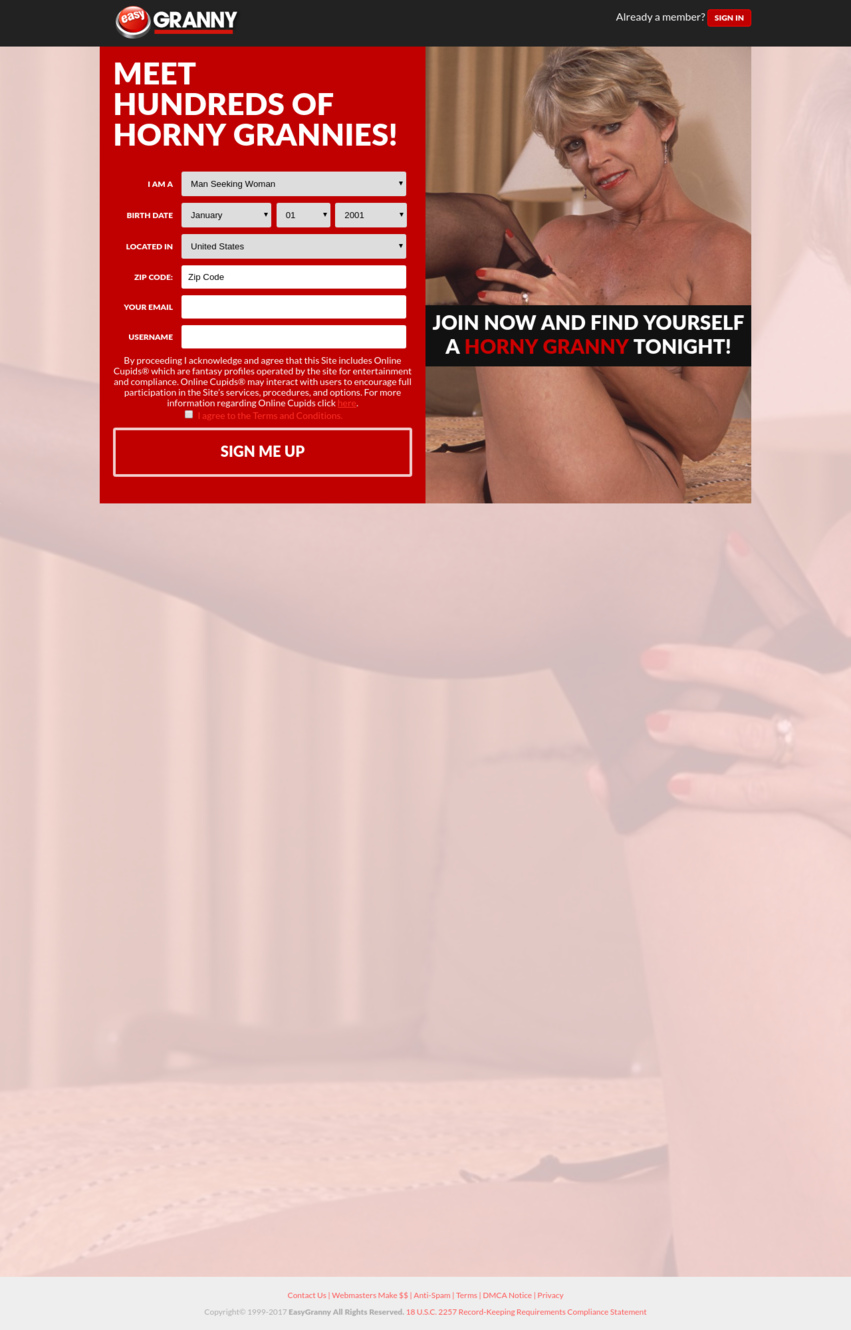 easy GRANNY
Already a member? SIGN IN
MEET
HUNDREDS OF
HORNY GRANNIES!
I AM A Man Seeking Woman
BIRTH DATE January 01 2001
LOCATED IN United States
ZIP CODE: Zip Code
YOUR EMAIL
USERNAME
By proceeding I acknowledge and agree that this Site includes Online
Cupids® which are fantasy profiles operated by the site for entertainment
and compliance. Online Cupids® may interact with users to encourage full
participation in the Site's services, procedures, and options. For more
information regarding Online Cupids click here.
I agree to the Terms and Conditions.
SIGN ME UP
JOIN NOW AND FIND YOURSELF
A HORNY GRANNY TONIGHT!
Contact Us | Webmasters Make $$ | Anti-Spam | Terms | DMCA Notice | Privacy
Copyright© 1999-2017 EasyGranny All Rights Reserved. 18 U.S.C. 2257 Record-Keeping Requirements Compliance Statement